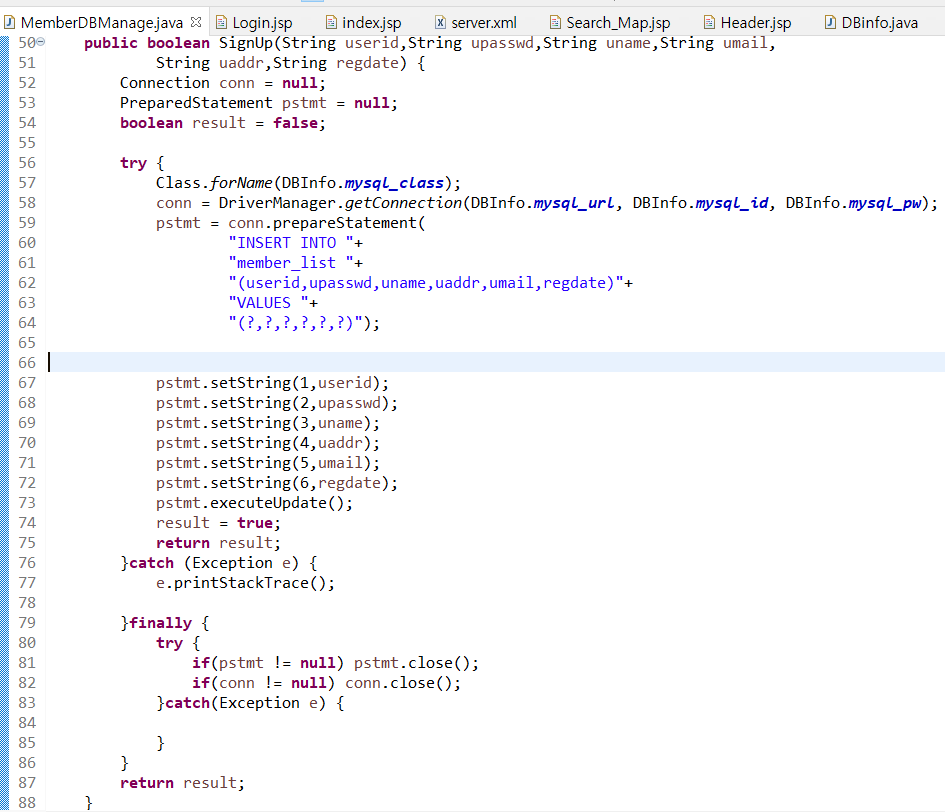 MemberDBManage.java Login.jsp index.jsp server.xml Search_Map.jsp Header.jsp DBinfo.java
50 public boolean SignUp(String userid,String upasswd,String uname,String umail,
51 String uaddr,String regdate) {
52 Connection conn = null;
53 PreparedStatement pstmt = null;
54 boolean result = false;
55
56 try {
57 Class.forName(DBInfo.mysql_class);
58 conn = DriverManager.getConnection(DBInfo.mysql_url, DBInfo.mysql_id, DBInfo.mysql_pw);
59 pstmt = conn.prepareStatement(
60 "INSERT INTO "+
61 "member_list "+
62 "(userid,upasswd,uname,uaddr,umail,regdate)"+
63 "VALUES "+
64 "(?,?,?,?,?,?)");
65
66
67 pstmt.setString(1,userid);
68 pstmt.setString(2,upasswd);
69 pstmt.setString(3,uname);
70 pstmt.setString(4,uaddr);
71 pstmt.setString(5,umail);
72 pstmt.setString(6,regdate);
73 pstmt.executeUpdate();
74 result = true;
75 return result;
76 }catch (Exception e) {
77 e.printStackTrace();
78
79 }finally {
80 try {
81 if(pstmt != null) pstmt.close();
82 if(conn != null) conn.close();
83 }catch(Exception e) {
84
85 }
86 }
87 return result;
88 }